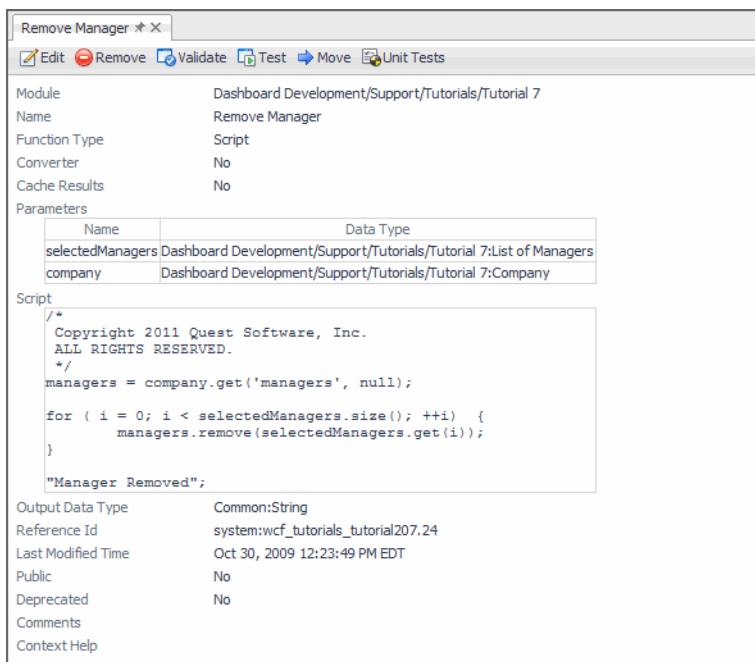 Remove Manager
Edit Remove Validate Test Move Unit Tests
Module Dashboard Development/Support/Tutorials/Tutorial 7
Name Remove Manager
Function Type Script
Converter No
Cache Results No
Parameters
Name Data Type
selectedManagers Dashboard Development/Support/Tutorials/Tutorial 7:List of Managers
company Dashboard Development/Support/Tutorials/Tutorial 7:Company
Script
/*
Copyright 2011 Quest Software, Inc.
ALL RIGHTS RESERVED.
*/
managers = company.get('managers', null);
for ( i = 0; i < selectedManagers.size(); ++i) {
managers.remove(selectedManagers.get(i));
}
"Manager Removed";
Output Data Type Common:String
Reference Id system:wcf_tutorials_tutorial207.24
Last Modified Time Oct 30, 2009 12:23:49 PM EDT
Public No
Deprecated No
Comments
Context Help